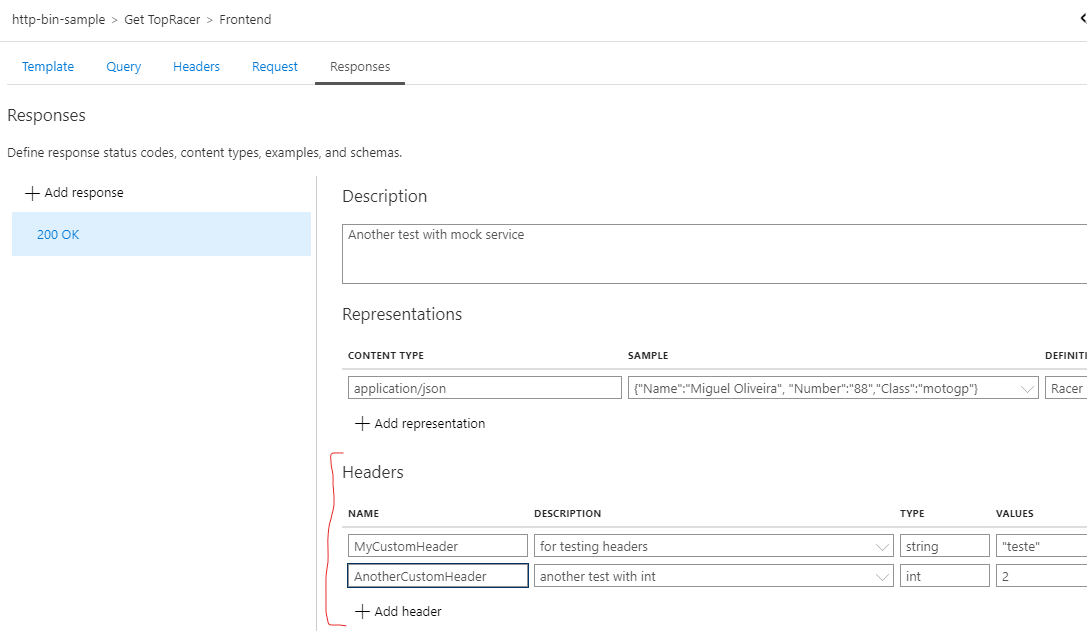 http-bin-sample > Get TopRacer > Frontend
Template Query Headers Request Responses
Responses
Define response status codes, content types, examples, and schemas.
+ Add response
200 OK
Description
Another test with mock service
Representations
CONTENT TYPE SAMPLE DEFINITI
application/json {"Name":"Miguel Oliveira", "Number":"88","Class":"motogp"} Racer
+ Add representation
Headers
NAME DESCRIPTION TYPE VALUES
MyCustomHeader for testing headers string "teste"
AnotherCustomHeader another test with int int 2
+ Add header